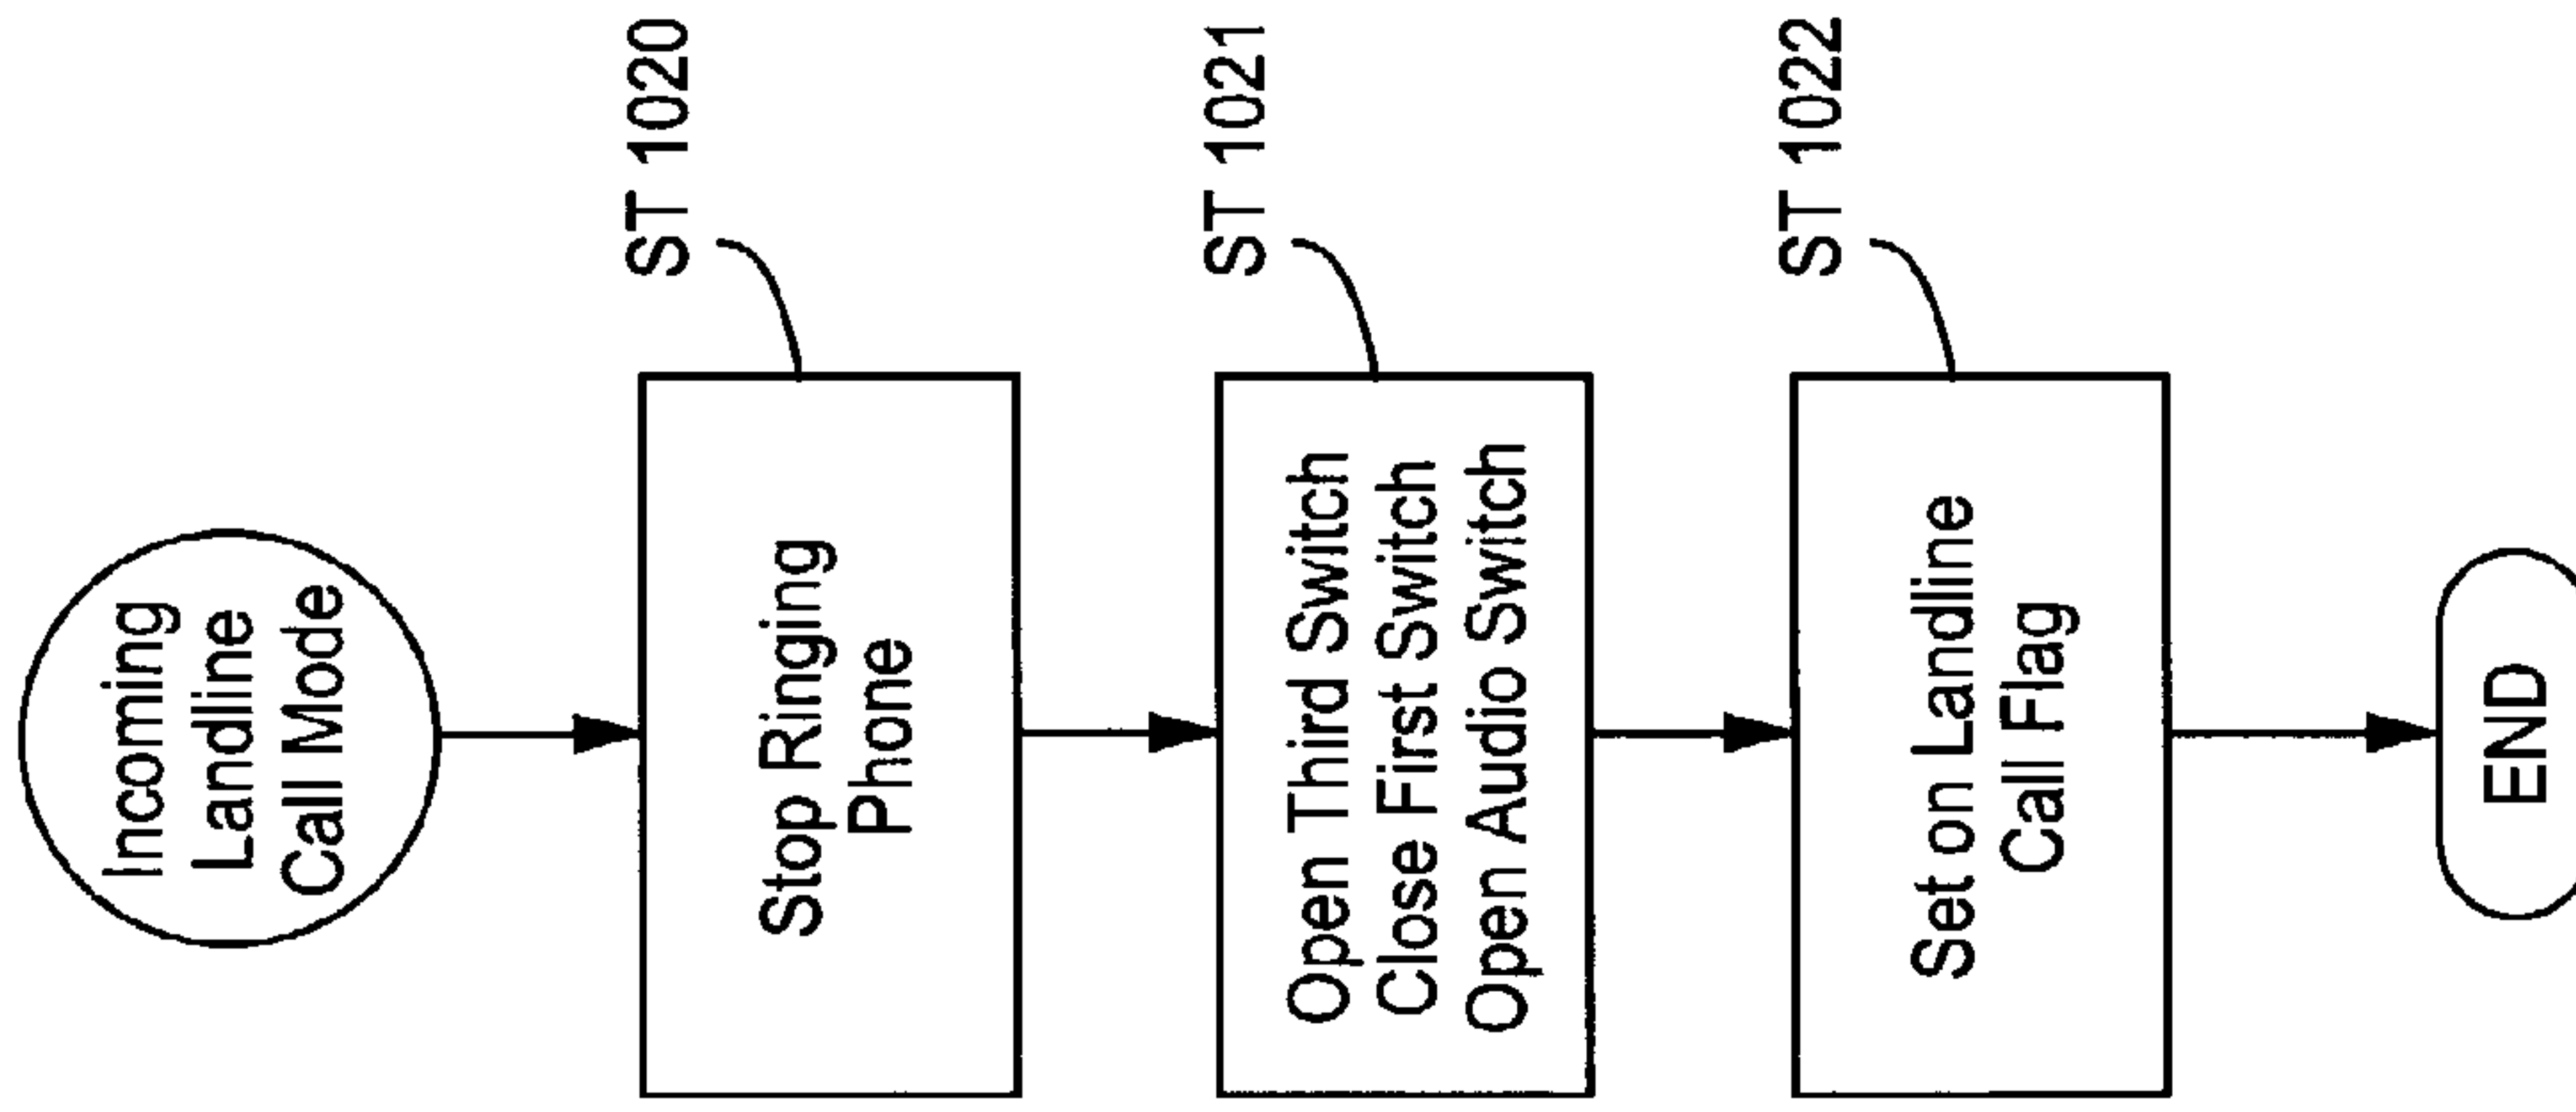 Incoming
Landline
Call Mode
ST 1020
Stop Ringing
Phone
ST 1021
Open Third Switch
Close First Switch
Open Audio Switch
ST 1022
Set on Landline
Call Flag
END